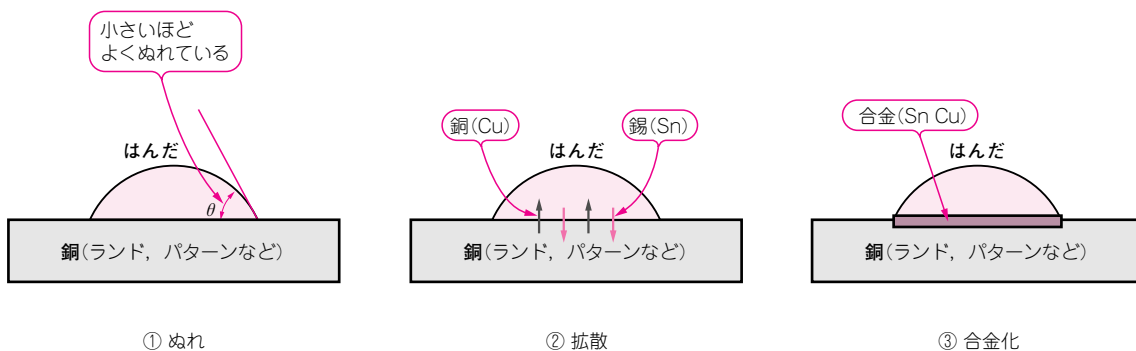 小さいほど
よくぬれている
はんだ
θ
銅(ランド，パターンなど)
① ぬれ
銅(Cu)
錫(Sn)
はんだ
銅(ランド，パターンなど)
② 拡散
合金(Sn Cu)
はんだ
銅(ランド，パターンなど)
③ 合金化